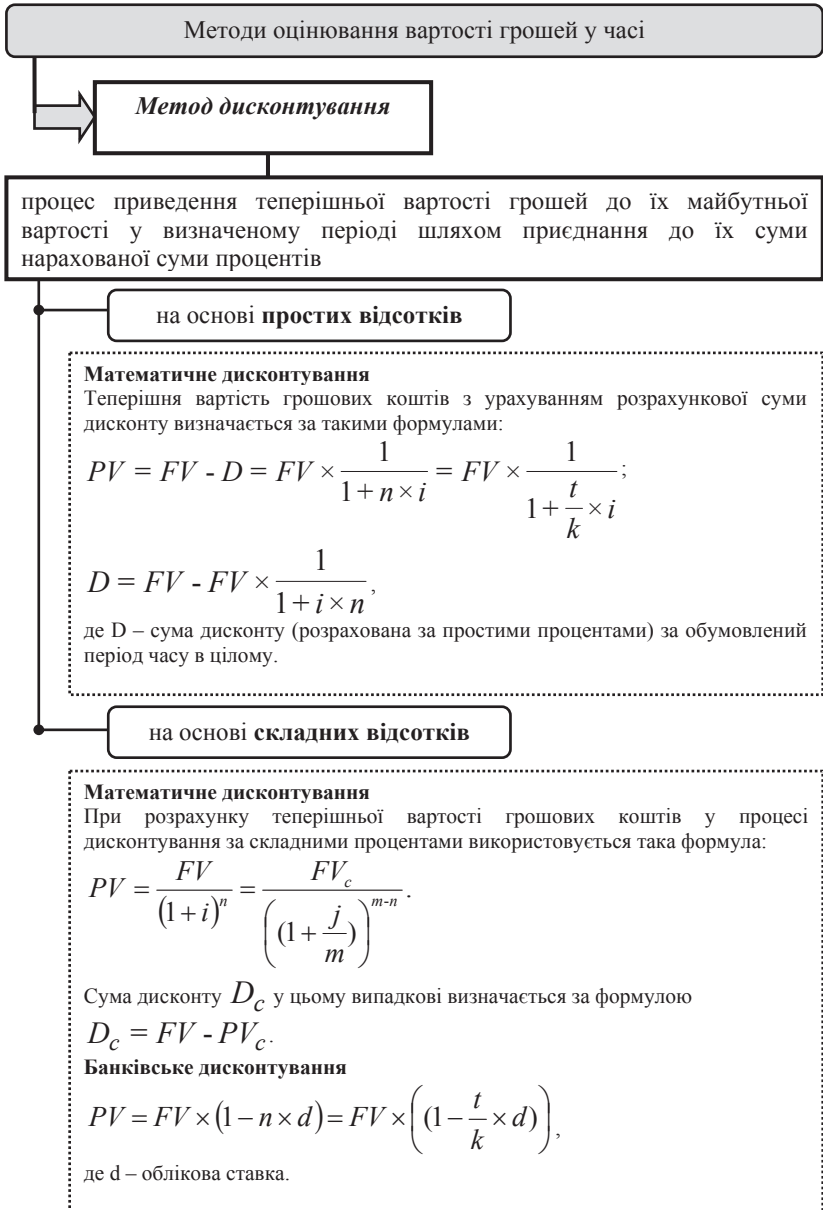 Методи оцінювання вартості грошей у часі
Метод дисконтування
процес приведення теперішньої вартості грошей до їх майбутньої
вартості у визначеному періоді шляхом приєднання до їх суми
нарахованої суми процентів
на основі простих відсотків
Математичне дисконтування
Теперішня вартість грошових коштів з урахуванням розрахункової суми
дисконту визначається за такими формулами:
PV = FV - D = FV × 1/(1 + n × i) = FV × 1/(1 + t/k × i);
D = FV - FV × 1/(1 + i × n),
де D – сума дисконту (розрахована за простими процентами) за обумовлений
період часу в цілому.
на основі складних відсотків
Математичне дисконтування
При розрахунку теперішньої вартості грошових коштів у процесі
дисконтування за складними процентами використовується така формула:
PV = FV/(1 + i)^n = FV_c/((1 + j/m))^(m-n).
Сума дисконту D_c у цьому випадкові визначається за формулою
D_c = FV - PV_c.
Банківське дисконтування
PV = FV × (1 − n × d) = FV × ((1 − t/k × d)),
де d – облікова ставка.